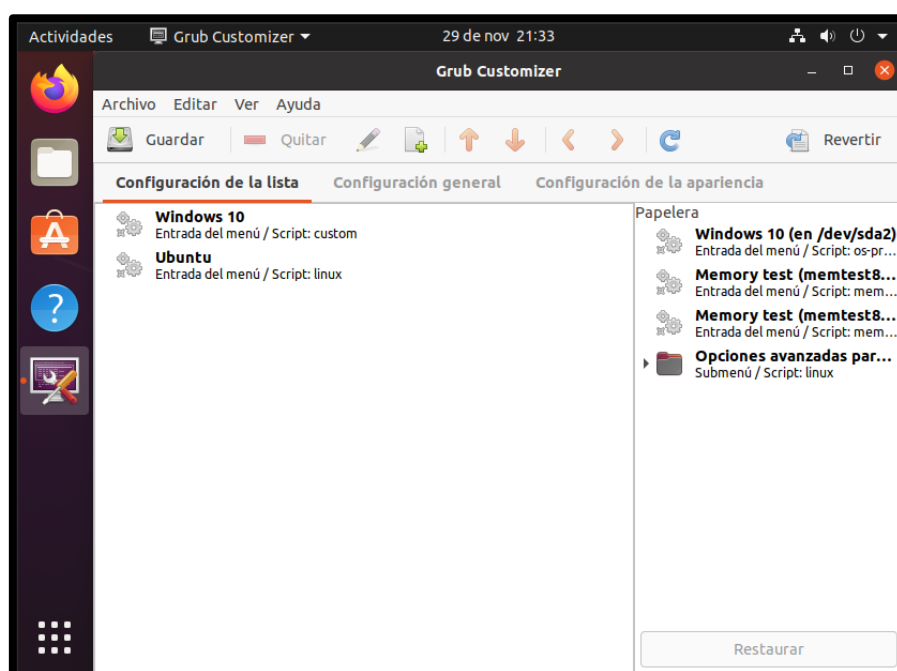 Actividades Grub Customizer 29 de nov 21:33
Grub Customizer
Archivo Editar Ver Ayuda
Guardar Quitar Revertir
Configuración de la lista Configuración general Configuración de la apariencia
Windows 10
Entrada del menú / Script: custom
Ubuntu
Entrada del menú / Script: linux
Papelera
Windows 10 (en /dev/sda2)
Entrada del menú / Script: os-pr...
Memory test (memtest8...
Entrada del menú / Script: mem...
Memory test (memtest8...
Entrada del menú / Script: mem...
Opciones avanzadas par...
Submenú / Script: linux
Restaurar